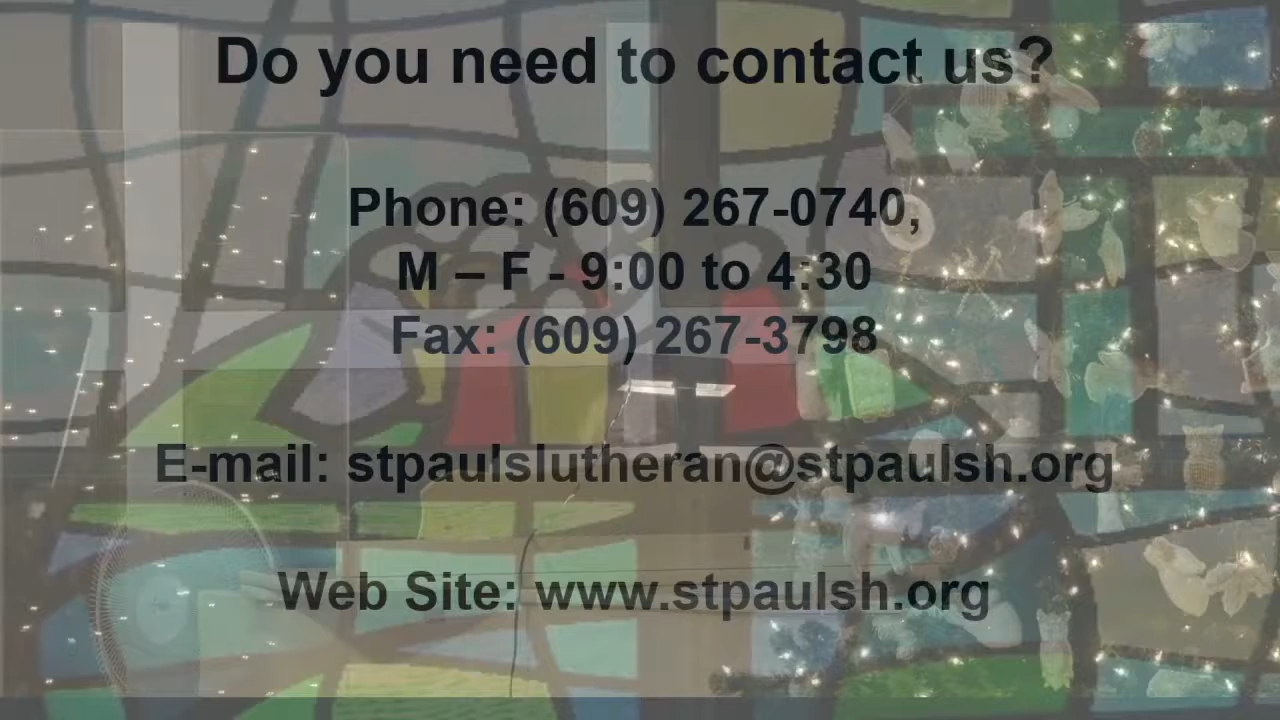 Do you need to contact us?
Phone: (609) 267-0740,
M – F - 9:00 to 4:30
Fax: (609) 267-3798
E-mail: stpaulslutheran@stpaulsh.org
Web Site: www.stpaulsh.org